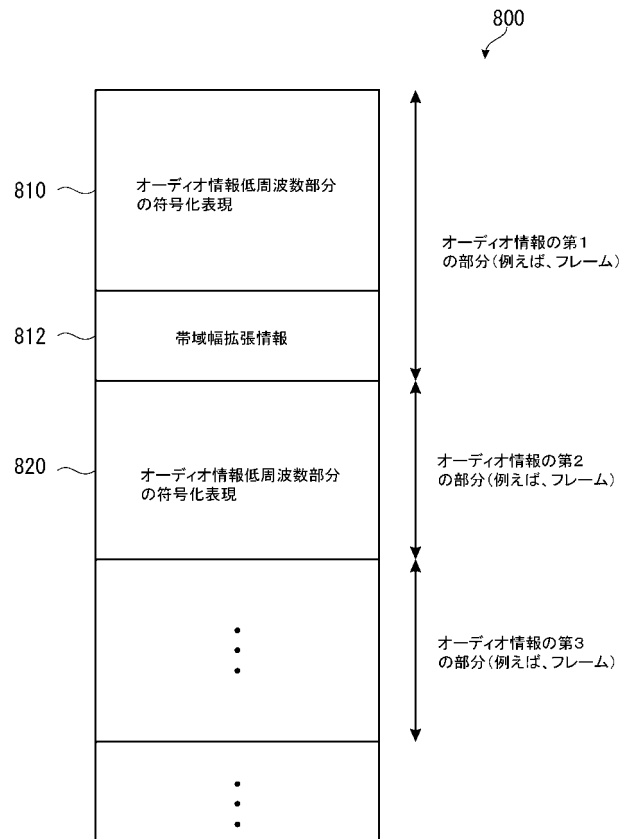 800
810
オーディオ情報低周波数部分
の符号化表現
オーディオ情報の第1
の部分(例えば、フレーム)
812
帯域幅拡張情報
820
オーディオ情報低周波数部分
の符号化表現
オーディオ情報の第2
の部分(例えば、フレーム)
オーディオ情報の第3
の部分(例えば、フレーム)